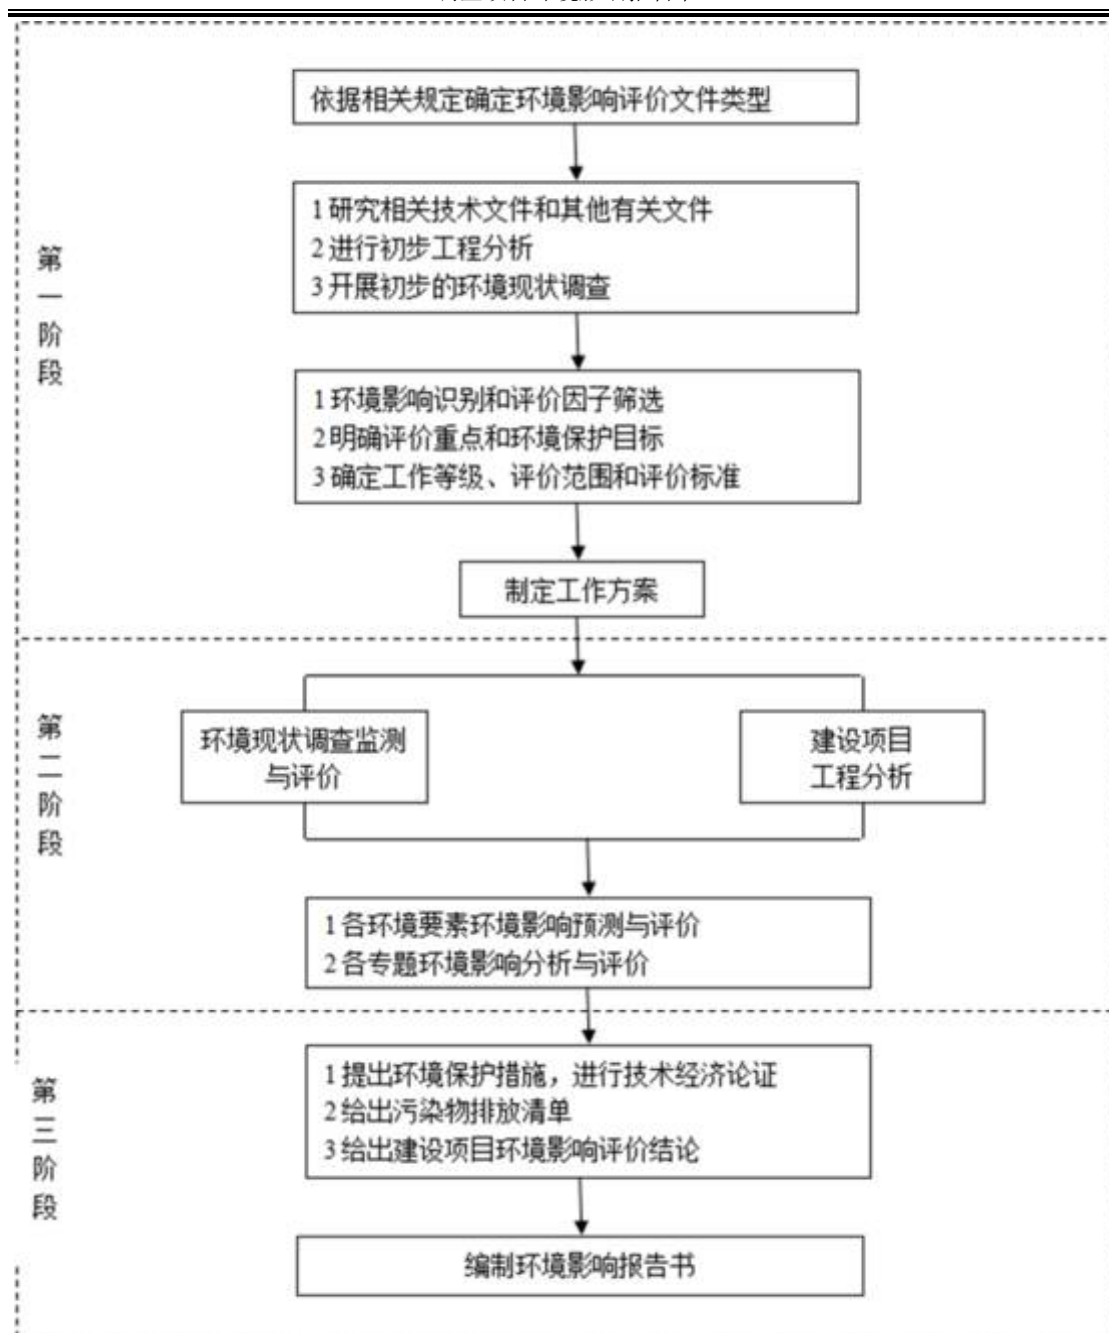 依据相关规定确定环境影响评价文件类型
1 研究相关技术文件和其他有关文件
2 进行初步工程分析
3 开展初步的环境现状调查
第一阶段
1 环境影响识别和评价因子筛选
2 明确评价重点和环境保护目标
3 确定工作等级、评价范围和评价标准
制定工作方案
第二阶段
环境现状调查监测
与评价
建设项目
工程分析
1 各环境要素环境影响预测与评价
2 各专题环境影响分析与评价
第三阶段
1 提出环境保护措施，进行技术经济论证
2 给出污染物排放清单
3 给出建设项目环境影响评价结论
编制环境影响报告书